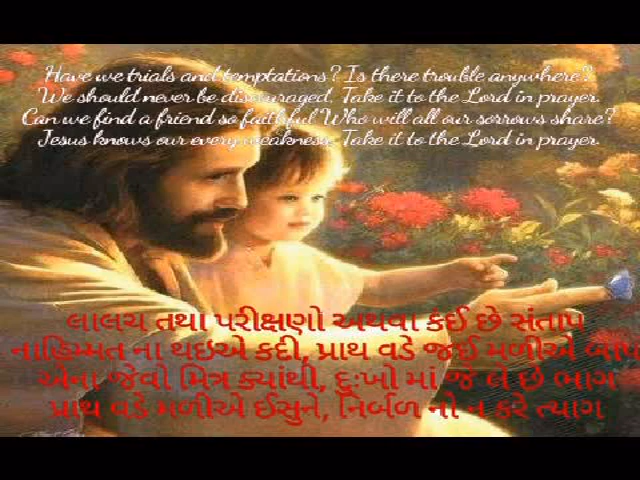 Have we trials and temptations? Is there trouble anywhere?
We should never be discouraged, Take it to the Lord in prayer.
Can we find a friend so faithful Who will all our sorrows share?
Jesus knows our every weakness; Take it to the Lord in prayer.
લાલચ તથા પરીક્ષણો અથવા કંઈ છે સંતાપ
નાહિમ્મત ના થઇએ કદી, પ્રાથ વડે જઈ મળીએ બાપ
એના જેવો મિત્ર ક્યાંથી, દુઃખો માં જે લે છે ભાગ
પ્રાથ વડે મળીએ ઈસુને, નિર્બળ નો ન કરે ત્યાગ